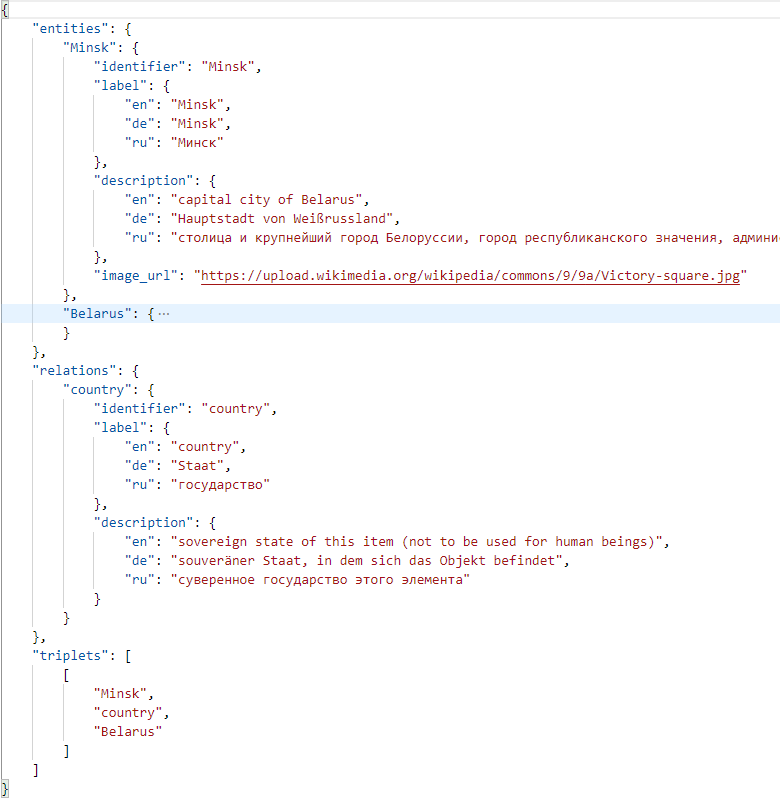 {
"entities": {
"Minsk": {
"identifier": "Minsk",
"label": {
"en": "Minsk",
"de": "Minsk",
"ru": "Минск"
},
"description": {
"en": "capital city of Belarus",
"de": "Hauptstadt von Weißrussland",
"ru": "столица и крупнейший город Белоруссии, город республиканского значения, админи
},
"image_url": "https://upload.wikimedia.org/wikipedia/commons/9/9a/Victory-square.jpg"
},
"Belarus": {···
}
},
"relations": {
"country": {
"identifier": "country",
"label": {
"en": "country",
"de": "Staat",
"ru": "государство"
},
"description": {
"en": "sovereign state of this item (not to be used for human beings)",
"de": "souveräner Staat, in dem sich das Objekt befindet",
"ru": "суверенное государство этого элемента"
}
}
},
"triplets": [
[
"Minsk",
"country",
"Belarus"
]
]
}